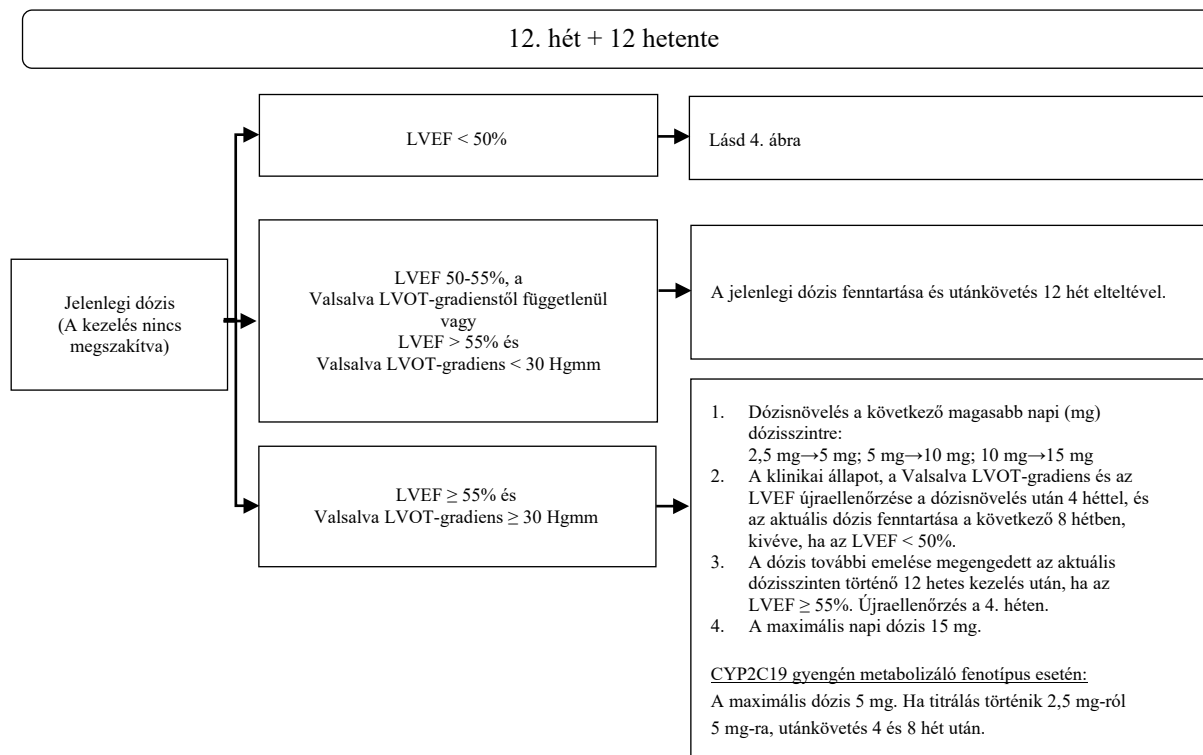 12. hét + 12 hetente
Jelenlegi dózis
(A kezelés nincs
megszakítva)
LVEF < 50%
Lásd 4. ábra
LVEF 50-55%, a
Valsalva LVOT-gradienstől függetlenül
vagy
LVEF > 55% és
Valsalva LVOT-gradiens < 30 Hgmm
A jelenlegi dózis fenntartása és utánkövetés 12 hét elteltével.
LVEF ≥ 55% és
Valsalva LVOT-gradiens ≥ 30 Hgmm
1. Dózisnövelés a következő magasabb napi (mg)
dózisszintre:
2,5 mg→5 mg; 5 mg→10 mg; 10 mg→15 mg
2. A klinikai állapot, a Valsalva LVOT-gradiens és az
LVEF újraellenőrzése a dózisnövelés után 4 héttel, és
az aktuális dózis fenntartása a következő 8 hétben,
kivéve, ha az LVEF < 50%.
3. A dózis további emelése megengedett az aktuális
dózisszinten történő 12 hetes kezelés után, ha az
LVEF ≥ 55%. Újraellenőrzés a 4. héten.
4. A maximális napi dózis 15 mg.
CYP2C19 gyengén metabolizáló fenotípus esetén:
A maximális dózis 5 mg. Ha titrálás történik 2,5 mg-ról
5 mg-ra, utánkövetés 4 és 8 hét után.